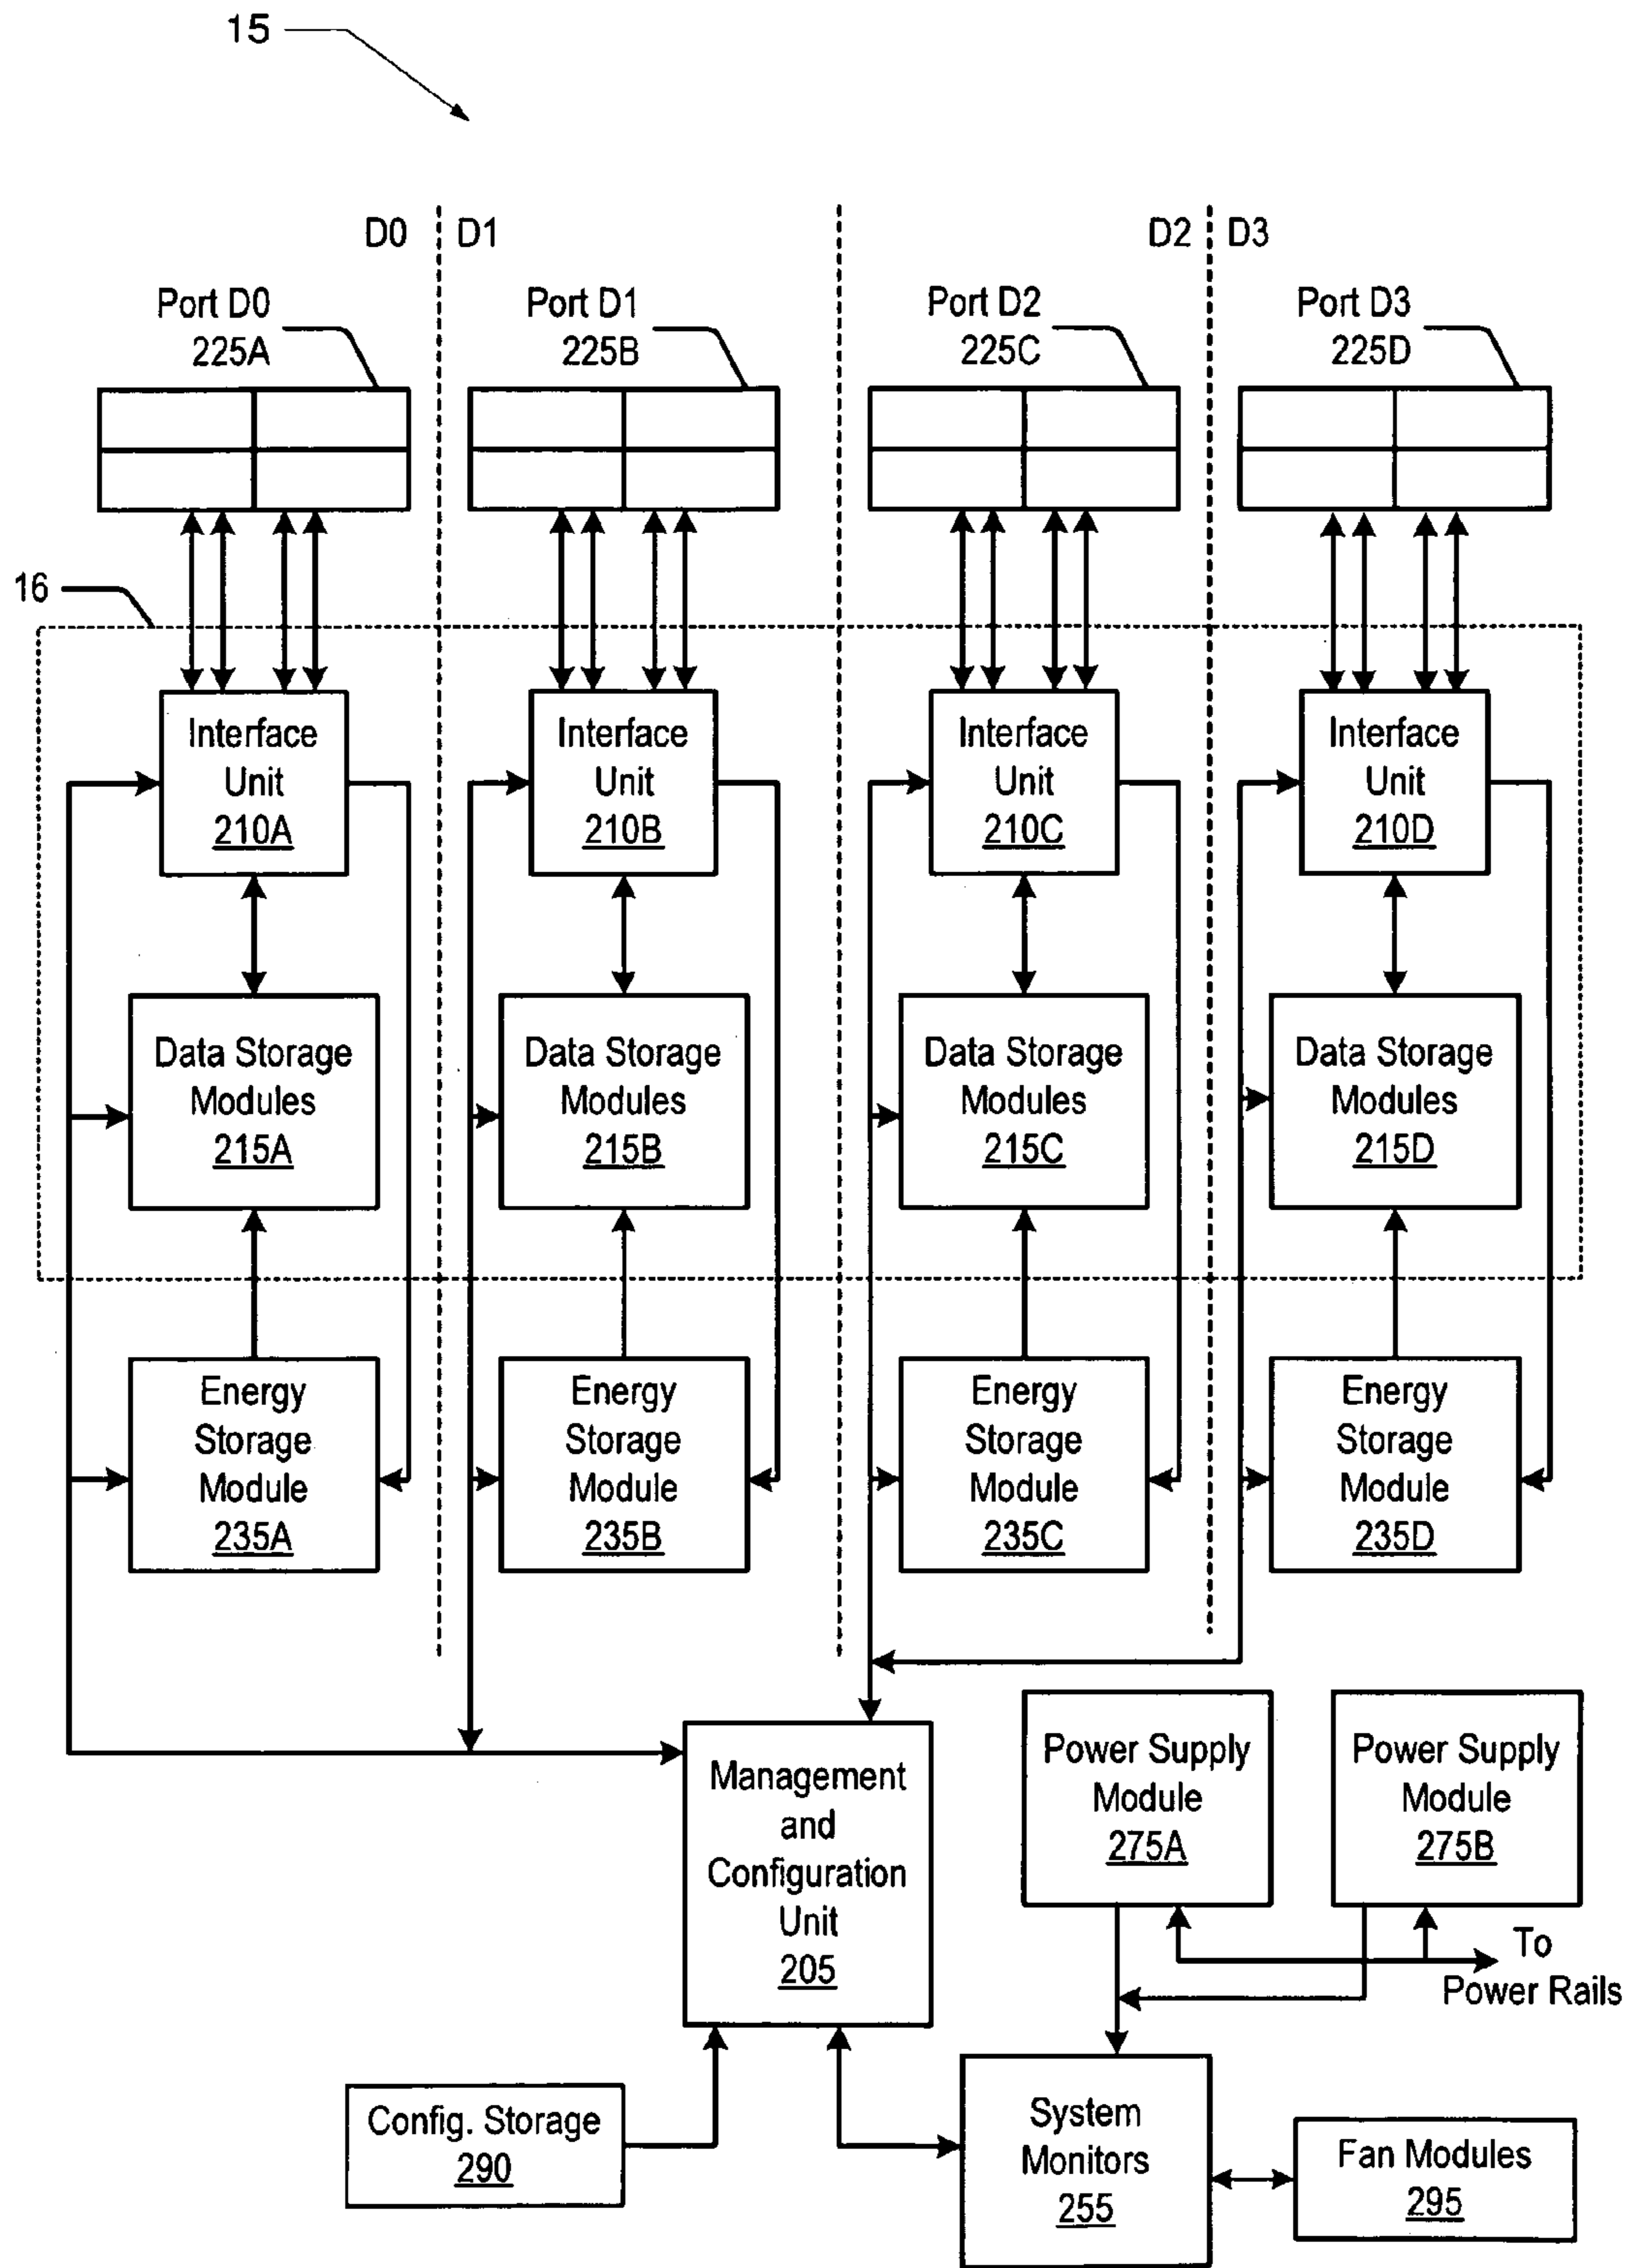 15
D0
D1
D2
D3
Port D0
225A
Port D1
225B
Port D2
225C
Port D3
225D
16
Interface
Unit
210A
Interface
Unit
210B
Interface
Unit
210C
Interface
Unit
210D
Data Storage
Modules
215A
Data Storage
Modules
215B
Data Storage
Modules
215C
Data Storage
Modules
215D
Energy
Storage
Module
235A
Energy
Storage
Module
235B
Energy
Storage
Module
235C
Energy
Storage
Module
235D
Management
and
Configuration
Unit
205
Power Supply
Module
275A
Power Supply
Module
275B
To
Power Rails
Config. Storage
290
System
Monitors
255
Fan Modules
295